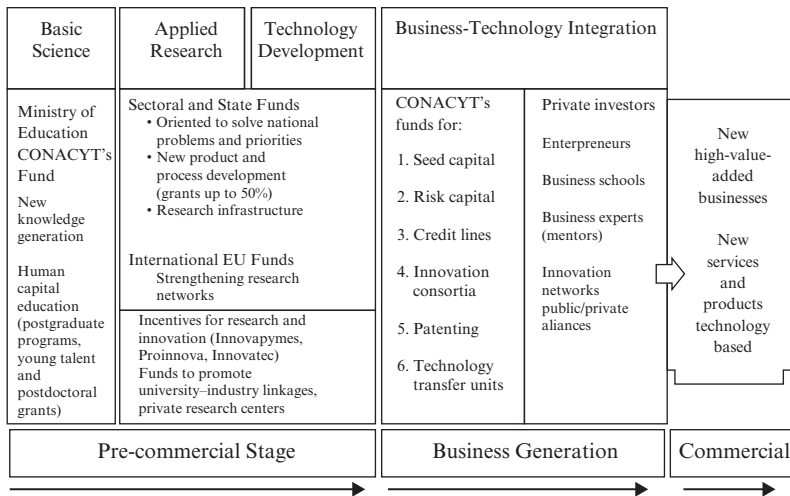 Basic
Science
Applied
Research
Technology
Development
Business-Technology Integration
Ministry of
Education
CONACYT's
Fund
New
knowledge
generation
Human
capital
education
(postgraduate
programs,
young talent
and
postdoctoral
grants)
Sectoral and State Funds
• Oriented to solve national
problems and priorities
• New product and
process development
(grants up to 50%)
• Research infrastructure
International EU Funds
Strengthening research
networks
Incentives for research and
innovation (Innovapymes,
Proinnova, Innovatec)
Funds to promote
university–industry linkages,
private research centers
CONACYT's
funds for:
1. Seed capital
2. Risk capital
3. Credit lines
4. Innovation
consortia
5. Patenting
6. Technology
transfer units
Private investors
Enterpreneurs
Business schools
Business experts
(mentors)
Innovation
networks
public/private
aliances
New
high-value-
added
businesses
New
services
and
products
technology
based
Pre-commercial Stage
Business Generation
Commercial